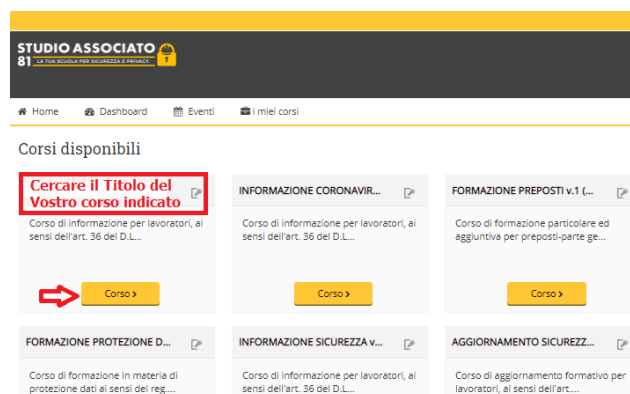 STUDIO ASSOCIATO
81 LA TUA SCUOLA PER SICUREZZA E PRIVACY.
Home Dashboard Eventi i miei corsi
Corsi disponibili
Cercare il Titolo del
Vostro corso indicato
Corso di informazione per lavoratori, ai
sensi dell'art. 36 del D.L...
Corso
INFORMAZIONE CORONAVIR...
Corso di informazione per lavoratori, ai
sensi dell'art. 36 del D.L...
Corso
FORMAZIONE PREPOSTI v.1 (...
Corso di formazione particolare ed
aggiuntiva per preposti-parte ge...
Corso
FORMAZIONE PROTEZIONE D...
Corso di formazione in materia di
protezione dati ai sensi del reg....
INFORMAZIONE SICUREZZA v...
Corso di informazione per lavoratori, ai
sensi dell'art. 36 del D.L...
AGGIORNAMENTO SICUREZZ...
Corso di aggiornamento formativo per
lavoratori, ai sensi dell'art....